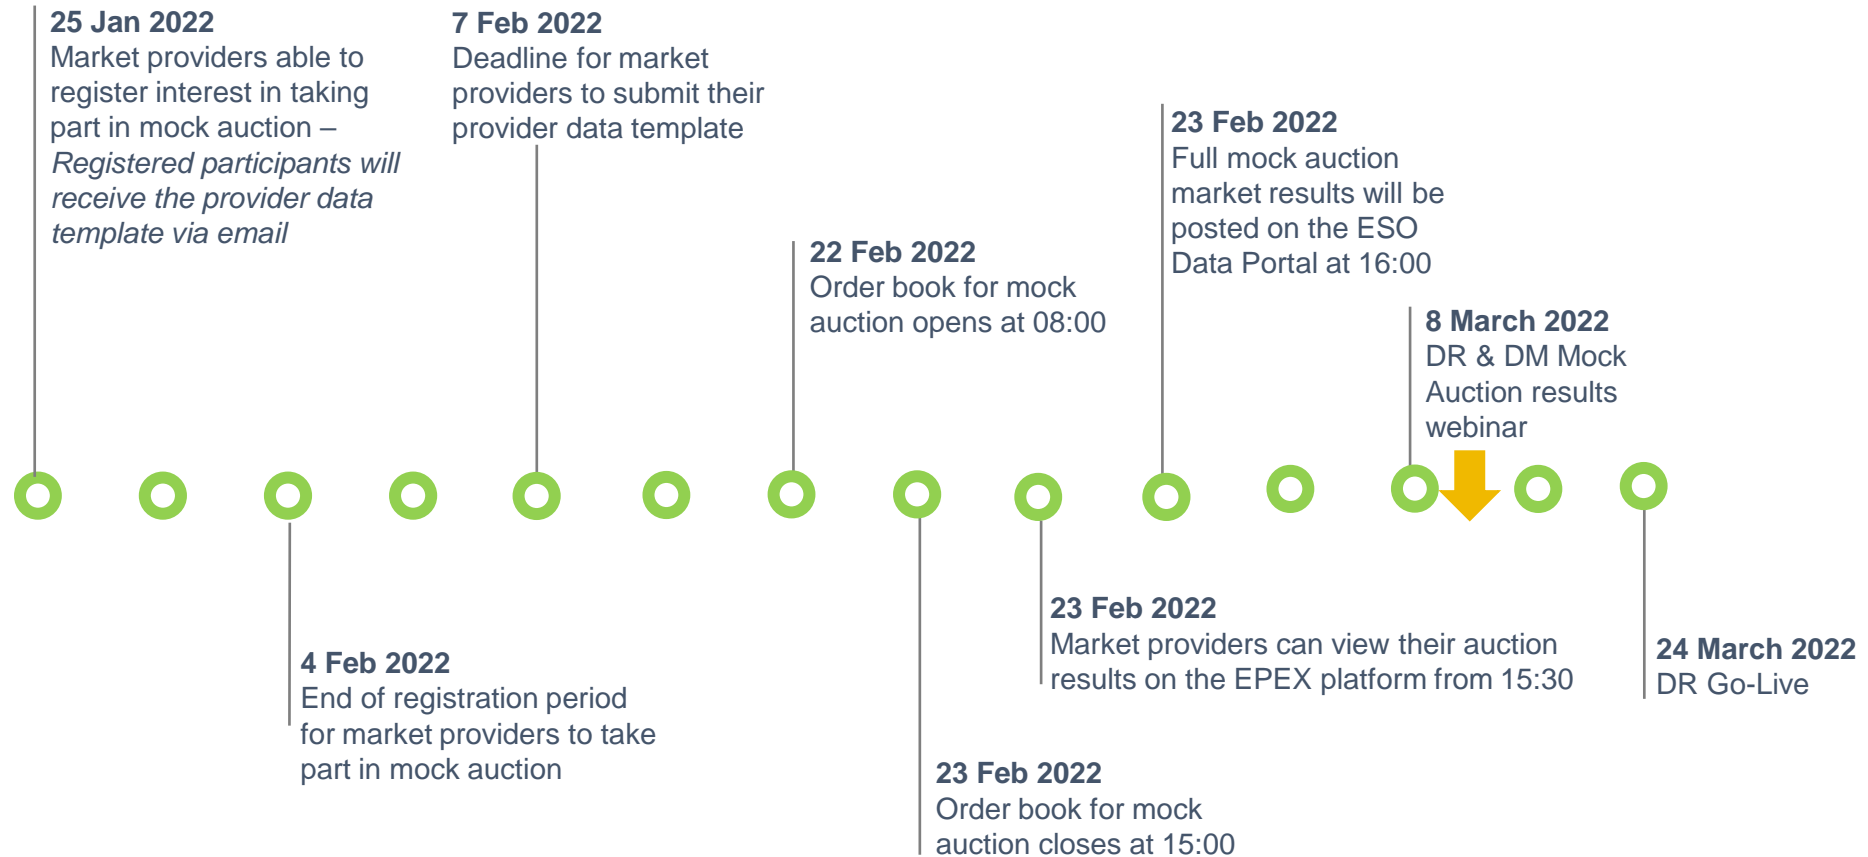 25 Jan 2022
Market providers able to
register interest in taking
part in mock auction –
Registered participants will
receive the provider data
template via email
7 Feb 2022
Deadline for market
providers to submit their
provider data template
22 Feb 2022
Order book for mock
auction opens at 08:00
23 Feb 2022
Full mock auction
market results will be
posted on the ESO
Data Portal at 16:00
8 March 2022
DR & DM Mock
Auction results
webinar
4 Feb 2022
End of registration period
for market providers to take
part in mock auction
23 Feb 2022
Order book for mock
auction closes at 15:00
23 Feb 2022
Market providers can view their auction
results on the EPEX platform from 15:30
24 March 2022
DR Go-Live